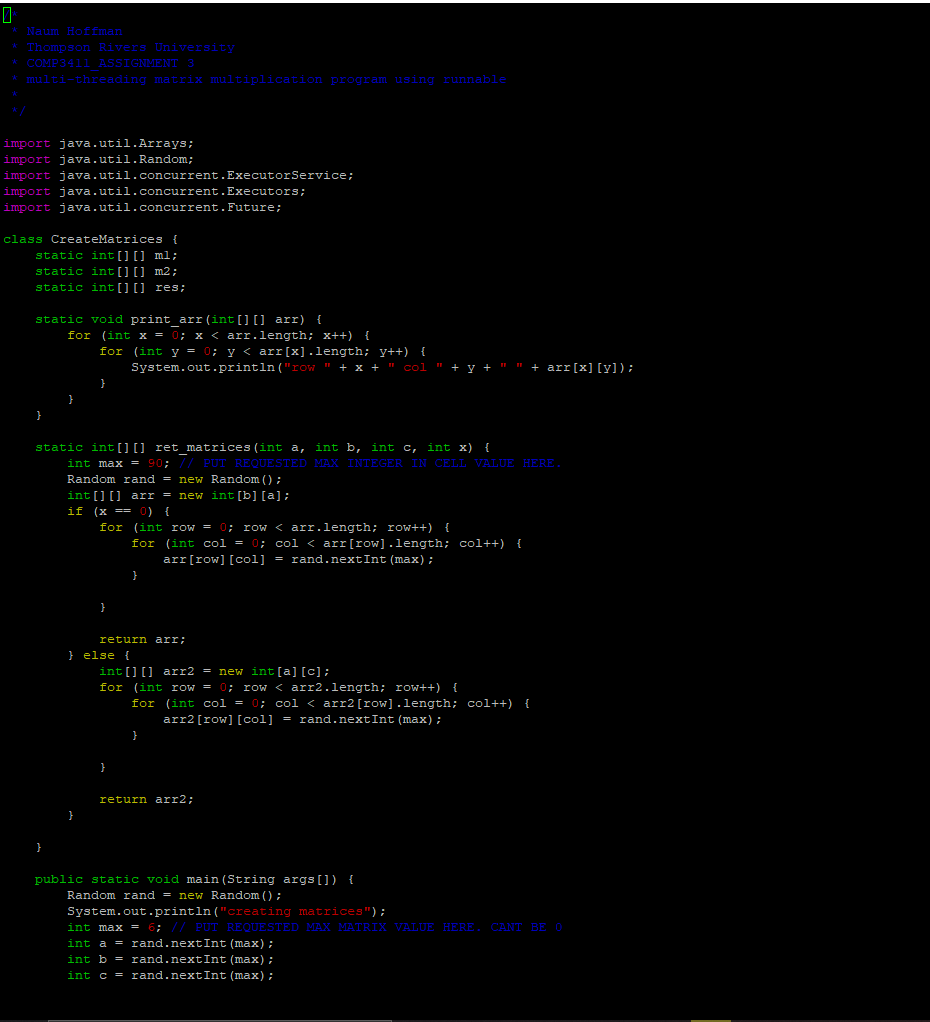 /*
 * Naum Hoffman
 * Thompson Rivers University
 * COMP3411_ASSIGNMENT 3
 * multi-threading matrix multiplication program using runnable
 *
 */

import java.util.Arrays;
import java.util.Random;
import java.util.concurrent.ExecutorService;
import java.util.concurrent.Executors;
import java.util.concurrent.Future;

class CreateMatrices {
    static int[][] m1;
    static int[][] m2;
    static int[][] res;

    static void print_arr(int[][] arr) {
        for (int x = 0; x < arr.length; x++) {
            for (int y = 0; y < arr[x].length; y++) {
                System.out.println("row " + x + " col " + y + " " + arr[x][y]);
            }
        }
    }

    static int[][] ret_matrices(int a, int b, int c, int x) {
        int max = 90; // PUT REQUESTED MAX INTEGER IN CELL VALUE HERE.
        Random rand = new Random();
        int[][] arr = new int[b][a];
        if (x == 0) {
            for (int row = 0; row < arr.length; row++) {
                for (int col = 0; col < arr[row].length; col++) {
                    arr[row][col] = rand.nextInt(max);
                }

            }

            return arr;
        } else {
            int[][] arr2 = new int[a][c];
            for (int row = 0; row < arr2.length; row++) {
                for (int col = 0; col < arr2[row].length; col++) {
                    arr2[row][col] = rand.nextInt(max);
                }

            }

            return arr2;
        }

    }

    public static void main(String args[]) {
        Random rand = new Random();
        System.out.println("creating matrices");
        int max = 6; // PUT REQUESTED MAX MATRIX VALUE HERE. CANT BE 0
        int a = rand.nextInt(max);
        int b = rand.nextInt(max);
        int c = rand.nextInt(max);